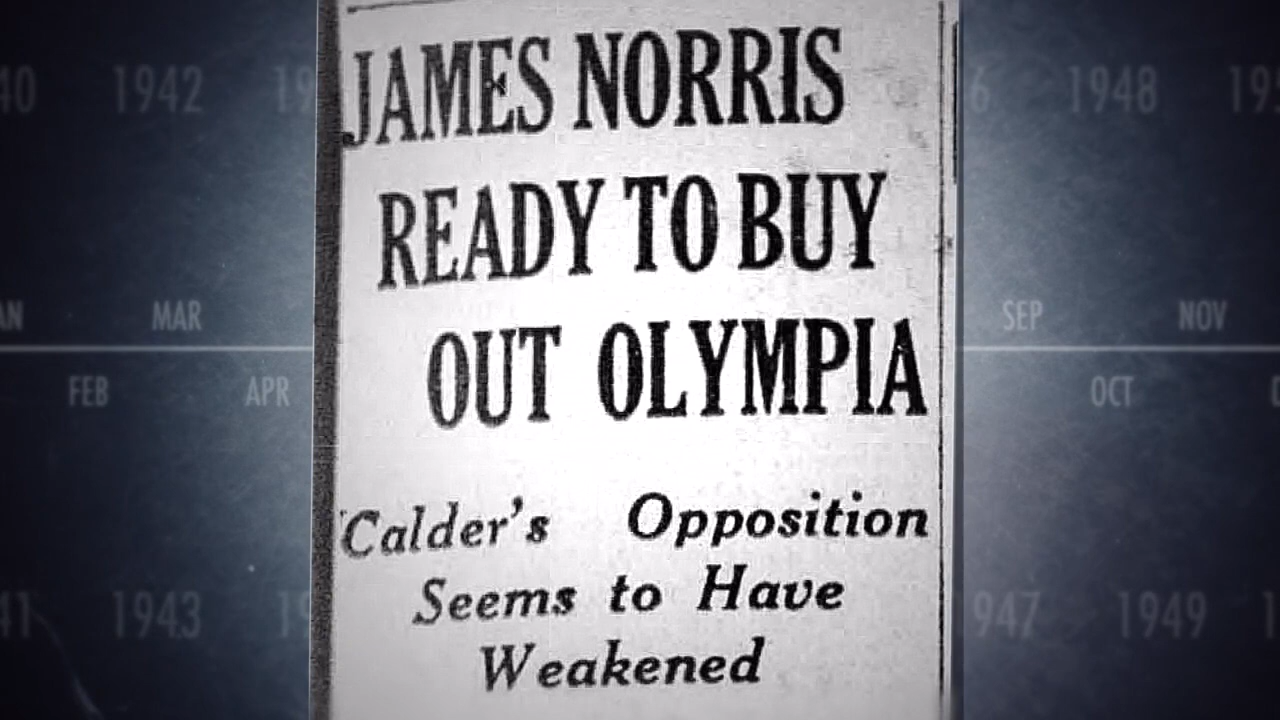 JAMES NORRIS
READY TO BUY
OUT OLYMPIA
Calder's Opposition
Seems to Have
Weakened
1942
1948
MAR
SEP
NOV
FEB
APR
OCT
1943
1949